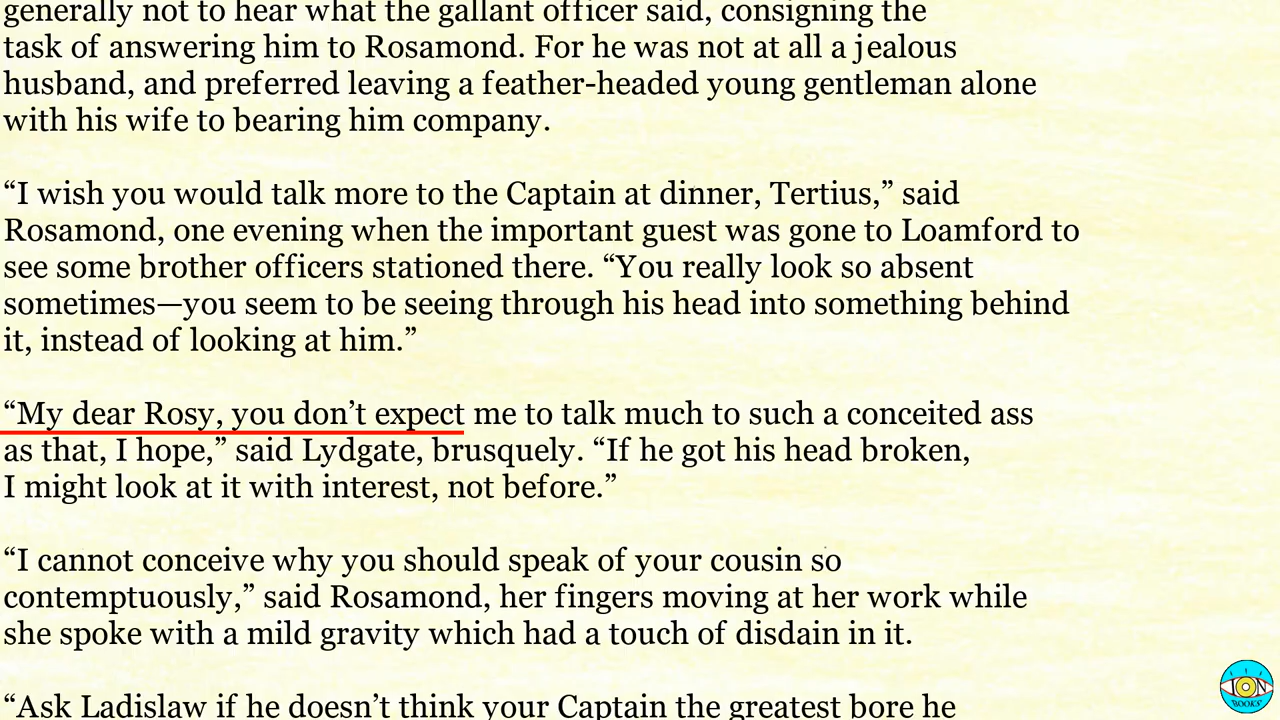 generally not to hear what the gallant officer said, consigning the
task of answering him to Rosamond. For he was not at all a jealous
husband, and preferred leaving a feather-headed young gentleman alone
with his wife to bearing him company.
“I wish you would talk more to the Captain at dinner, Tertius,” said
Rosamond, one evening when the important guest was gone to Loamford to
see some brother officers stationed there. “You really look so absent
sometimes—you seem to be seeing through his head into something behind
it, instead of looking at him.”
“My dear Rosy, you don’t expect me to talk much to such a conceited ass
as that, I hope,” said Lydgate, brusquely. “If he got his head broken,
I might look at it with interest, not before.”
“I cannot conceive why you should speak of your cousin so
contemptuously,” said Rosamond, her fingers moving at her work while
she spoke with a mild gravity which had a touch of disdain in it.
“Ask Ladislaw if he doesn’t think your Captain the greatest bore he
ION
BOOKS